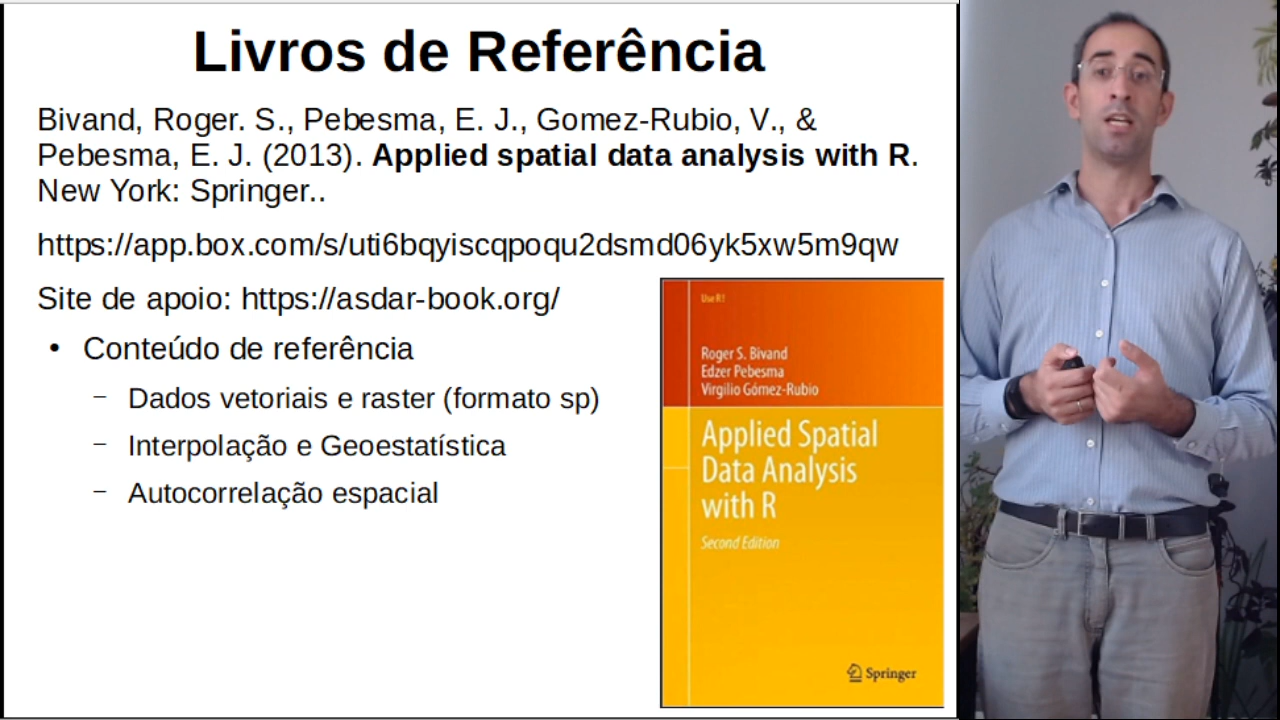 Livros de Referência
Bivand, Roger. S., Pebesma, E. J., Gomez-Rubio, V., &
Pebesma, E. J. (2013). Applied spatial data analysis with R.
New York: Springer..
https://app.box.com/s/uti6bqyiscqpoqu2dsmd06yk5xw5m9qw
Site de apoio: https://asdar-book.org/
• Conteúdo de referência
– Dados vetoriais e raster (formato sp)
– Interpolação e Geoestatística
– Autocorrelação espacial
Use R!
Roger S. Bivand
Edzer Pebesma
Virgilio Gómez-Rubio
Applied Spatial
Data Analysis
with R
Second Edition
Springer